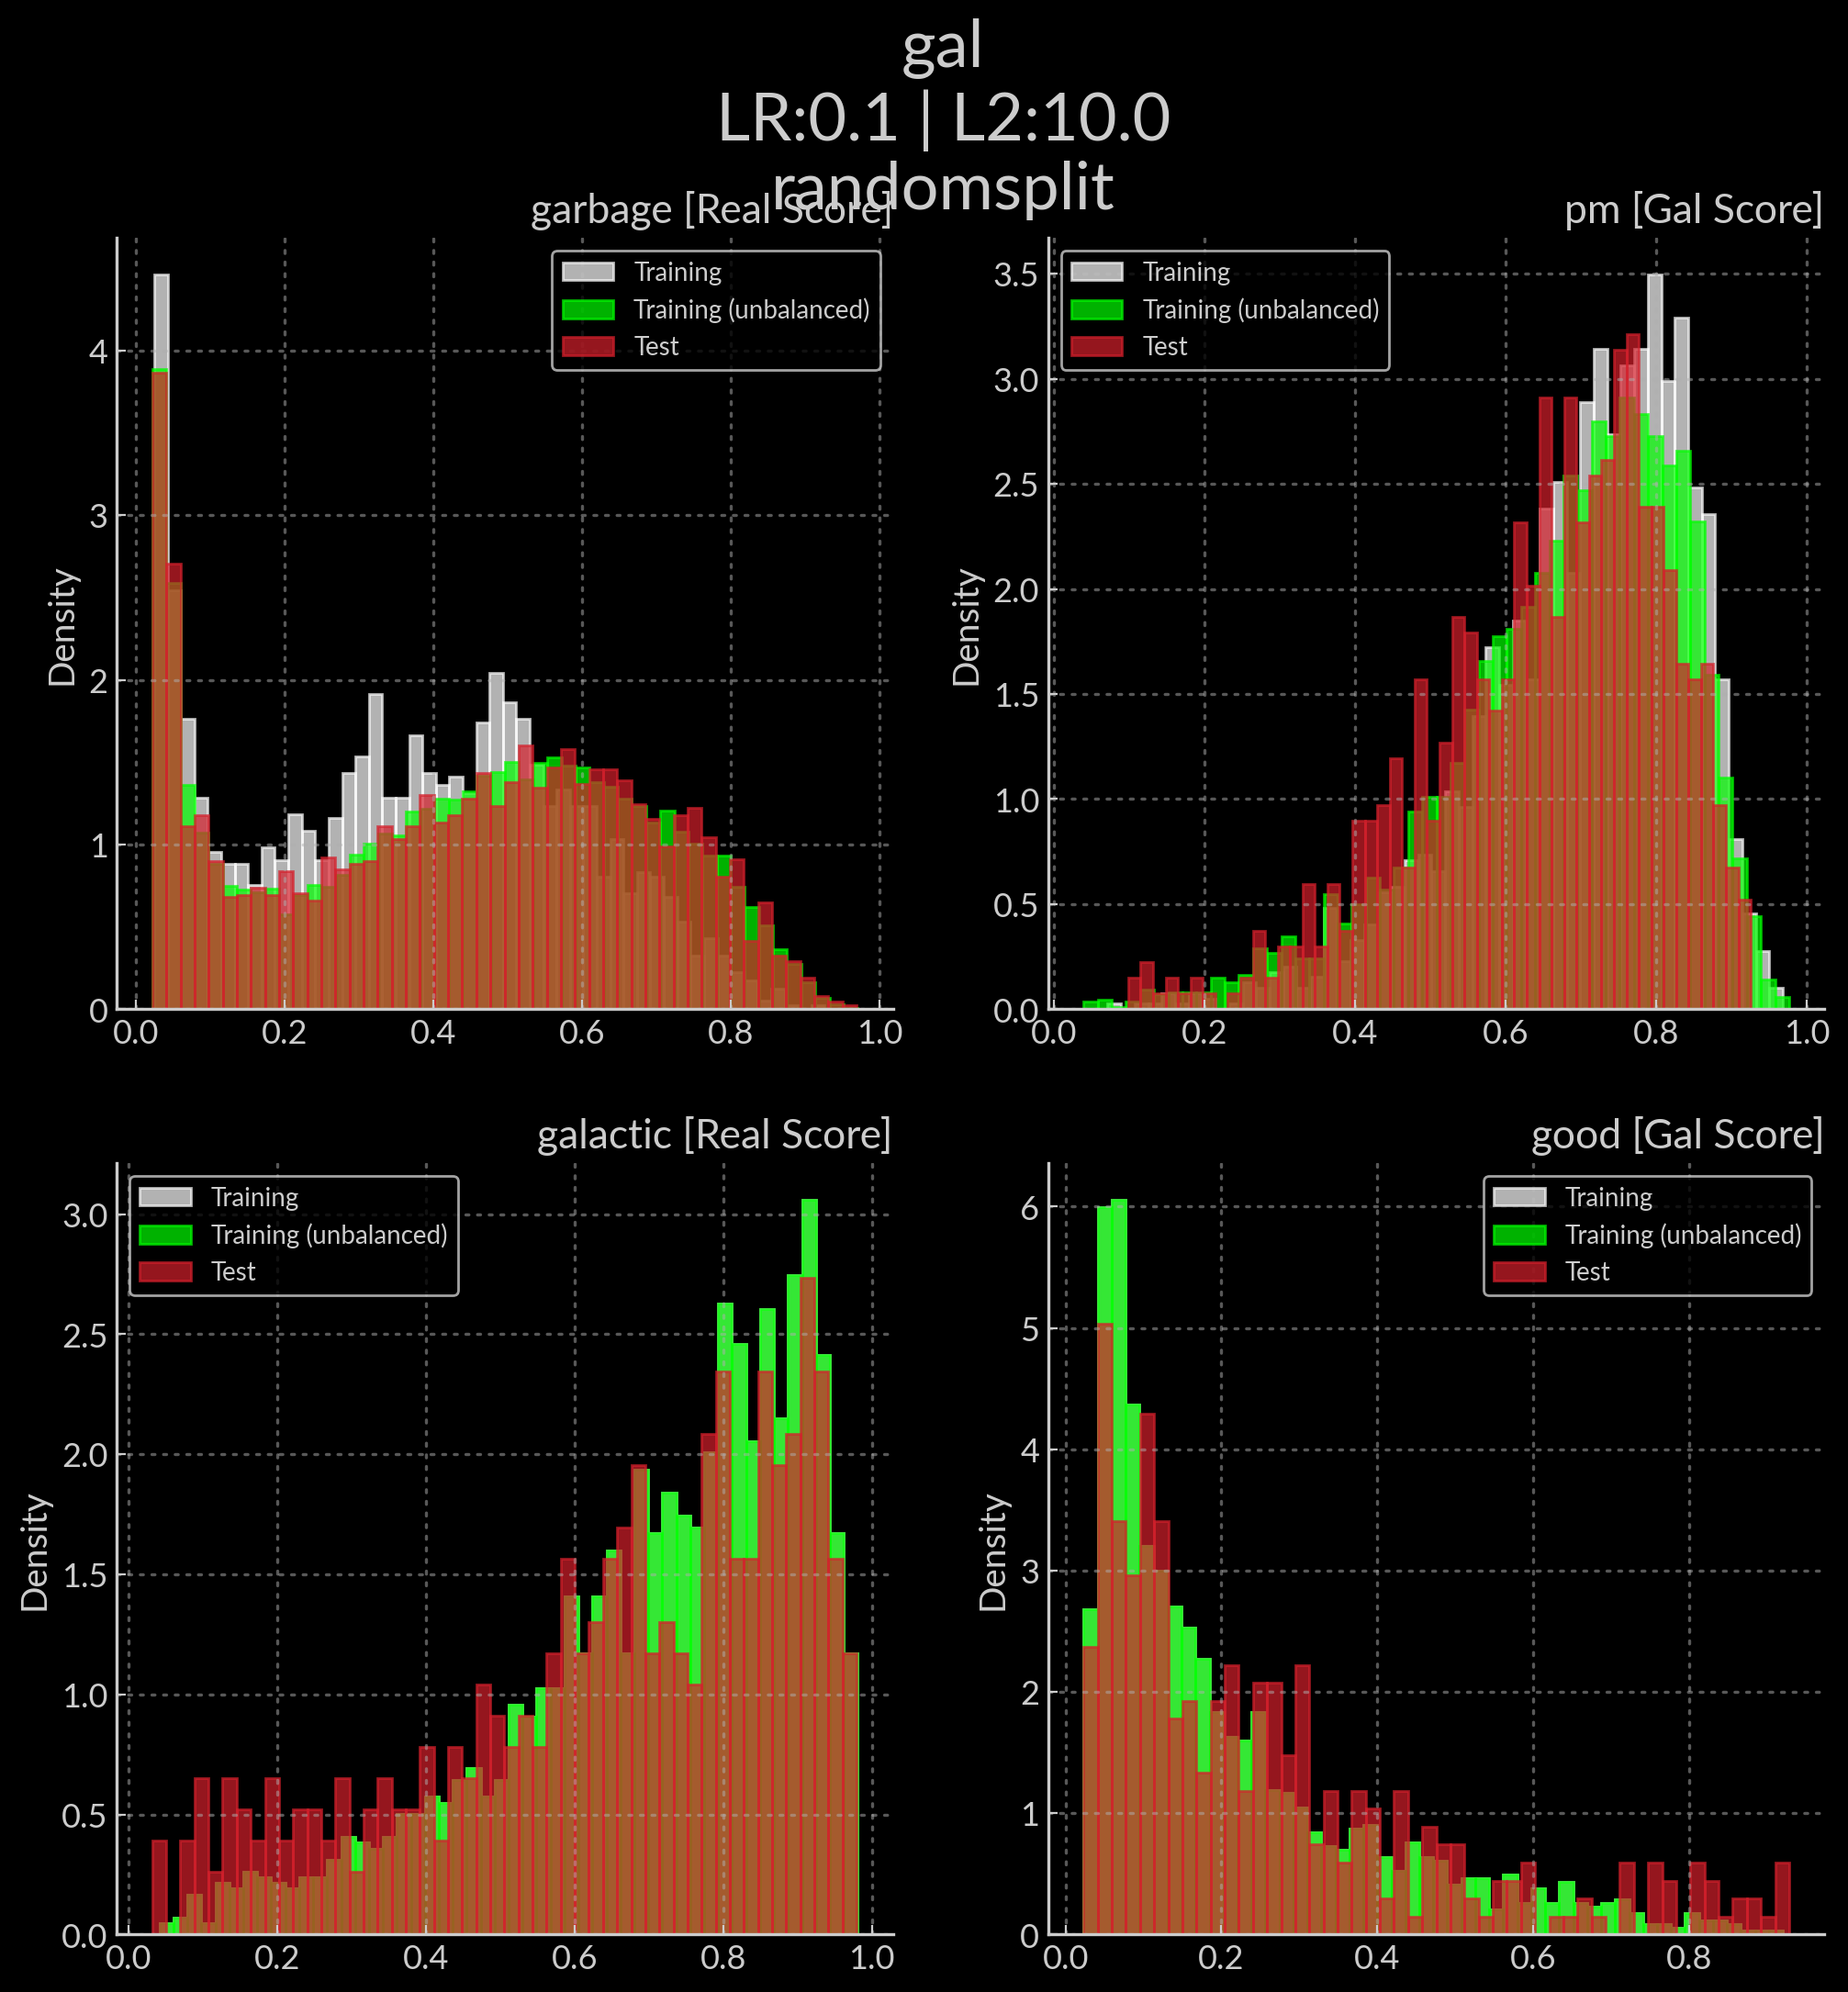 gal
LR:0.1 | L2:10.0
randomsplit
garbage [Real Score]
Training
Training (unbalanced)
Test
Density
4
3
2
1
0
0.0 0.2 0.4 0.6 0.8 1.0
pm [Gal Score]
Training
Training (unbalanced)
Test
Density
3.5
3.0
2.5
2.0
1.5
1.0
0.5
0.0
0.0 0.2 0.4 0.6 0.8 1.0
galactic [Real Score]
Training
Training (unbalanced)
Test
Density
3.0
2.5
2.0
1.5
1.0
0.5
0.0
0.0 0.2 0.4 0.6 0.8 1.0
good [Gal Score]
Training
Training (unbalanced)
Test
Density
6
5
4
3
2
1
0
0.0 0.2 0.4 0.6 0.8